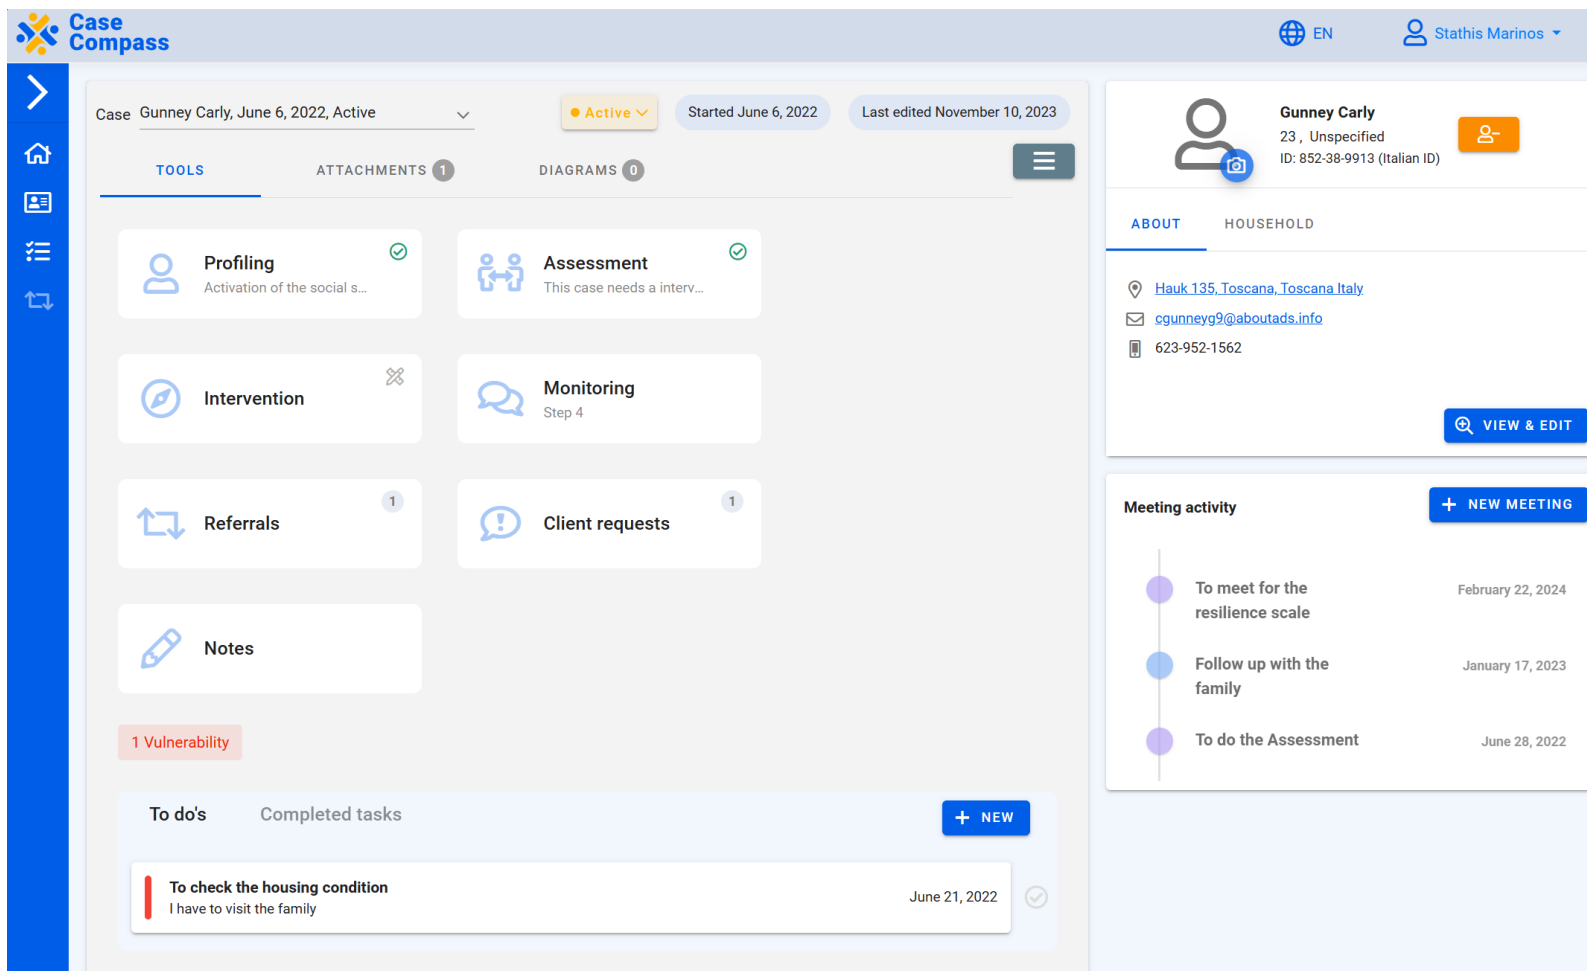 Case
Compass
EN
Stathis Marinos
Case Gunney Carly, June 6, 2022, Active
Active
Started June 6, 2022
Last edited November 10, 2023
TOOLS
ATTACHMENTS 1
DIAGRAMS 0
Profiling
Activation of the social s...
Assessment
This case needs a interv...
Intervention
Monitoring
Step 4
Referrals
1
Client requests
1
Notes
1 Vulnerability
To do's
Completed tasks
+ NEW
To check the housing condition
I have to visit the family
June 21, 2022
Gunney Carly
23 , Unspecified
ID: 852-38-9913 (Italian ID)
ABOUT
HOUSEHOLD
Hauk 135, Toscana, Toscana Italy
cgunneyg9@aboutads.info
623-952-1562
VIEW & EDIT
Meeting activity
+ NEW MEETING
To meet for the
resilience scale
February 22, 2024
Follow up with the
family
January 17, 2023
To do the Assessment
June 28, 2022